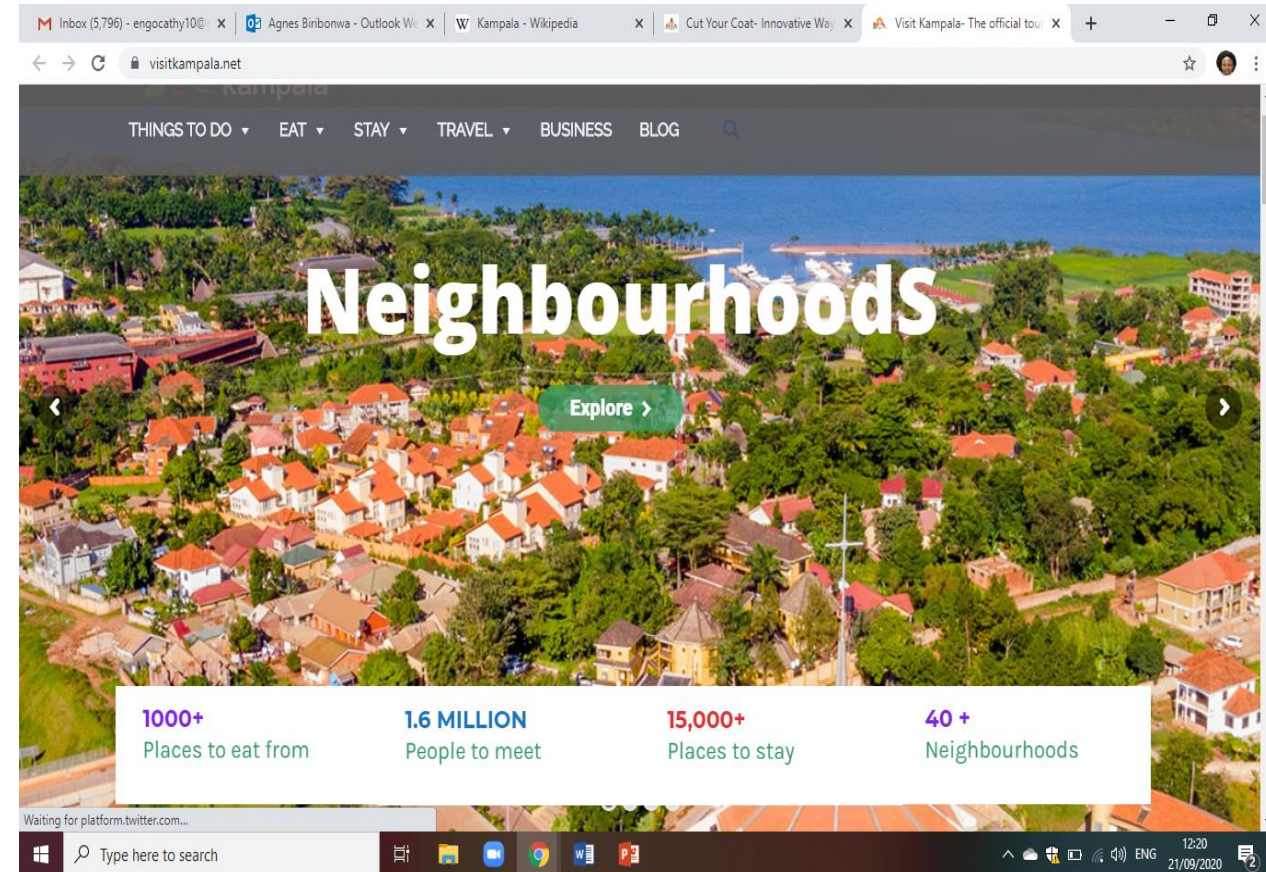 Inbox (5,796) - engocathy10@
Agnes Biribonwa - Outlook We
W Kampala - Wikipedia
Cut Your Coat- Innovative Way
Visit Kampala- The official tour
visitkampala.net
kampala
THINGS TO DO EAT STAY TRAVEL BUSINESS BLOG
NeighbourhoodS
Explore >
1000+
Places to eat from
1.6 MILLION
People to meet
15,000+
Places to stay
40 +
Neighbourhoods
Waiting for platform.twitter.com...
Type here to search
ENG
12:20
21/09/2020
2